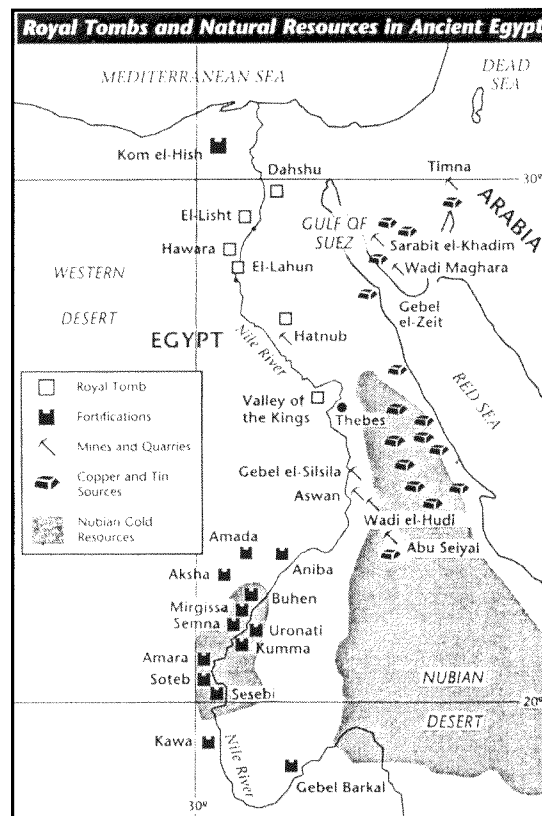 Royal Tombs and Natural Resources in Ancient Egypt
MEDITERRANEAN SEA
DEAD
SEA
Kom el-Hish
Dahshu
Timna
30º
ARABIA
El-Lisht
GULF OF
SUEZ
Sarabit el-Khadim
Hawara
WESTERN
El-Lahun
Wadi Maghara
DESERT
Gebel
el-Zeit
EGYPT
Nile River
Hatnub
RED SEA
Royal Tomb
Fortifications
Mines and Quarries
Copper and Tin
Sources
Nubian Gold
Resources
Valley of
the Kings
Thebes
Gebel el-Silsila
Aswan
Wadi el-Hudi
Abu Seiyal
Amada
Aniba
Aksha
Buhen
Mirgissa
Semna
Uronati
Kumma
Amara
Soteb
Sesebi
NUBIAN
DESERT
20º
Kawa
Nile River
Gebel Barkal
30º